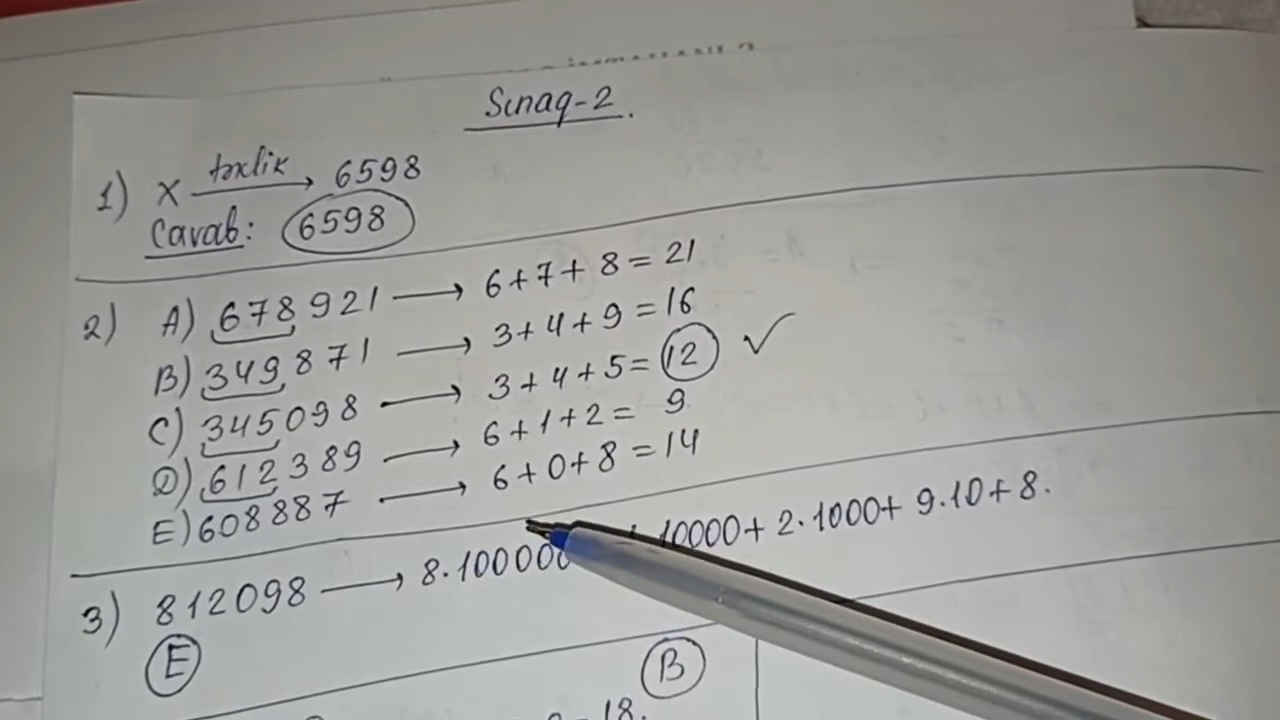 Sınaq-2.
1) X təxlik → 6598
Cavab: 6598
2) A) 678921 → 6+7+8=21
B) 349871 → 3+4+9=16
C) 345098 → 3+4+5=12 ✓
D) 612389 → 6+1+2=9
E) 608887 → 6+0+8=14
3) 812098 → 8·100000 10000+2·1000+9·10+8.
E
B
18.